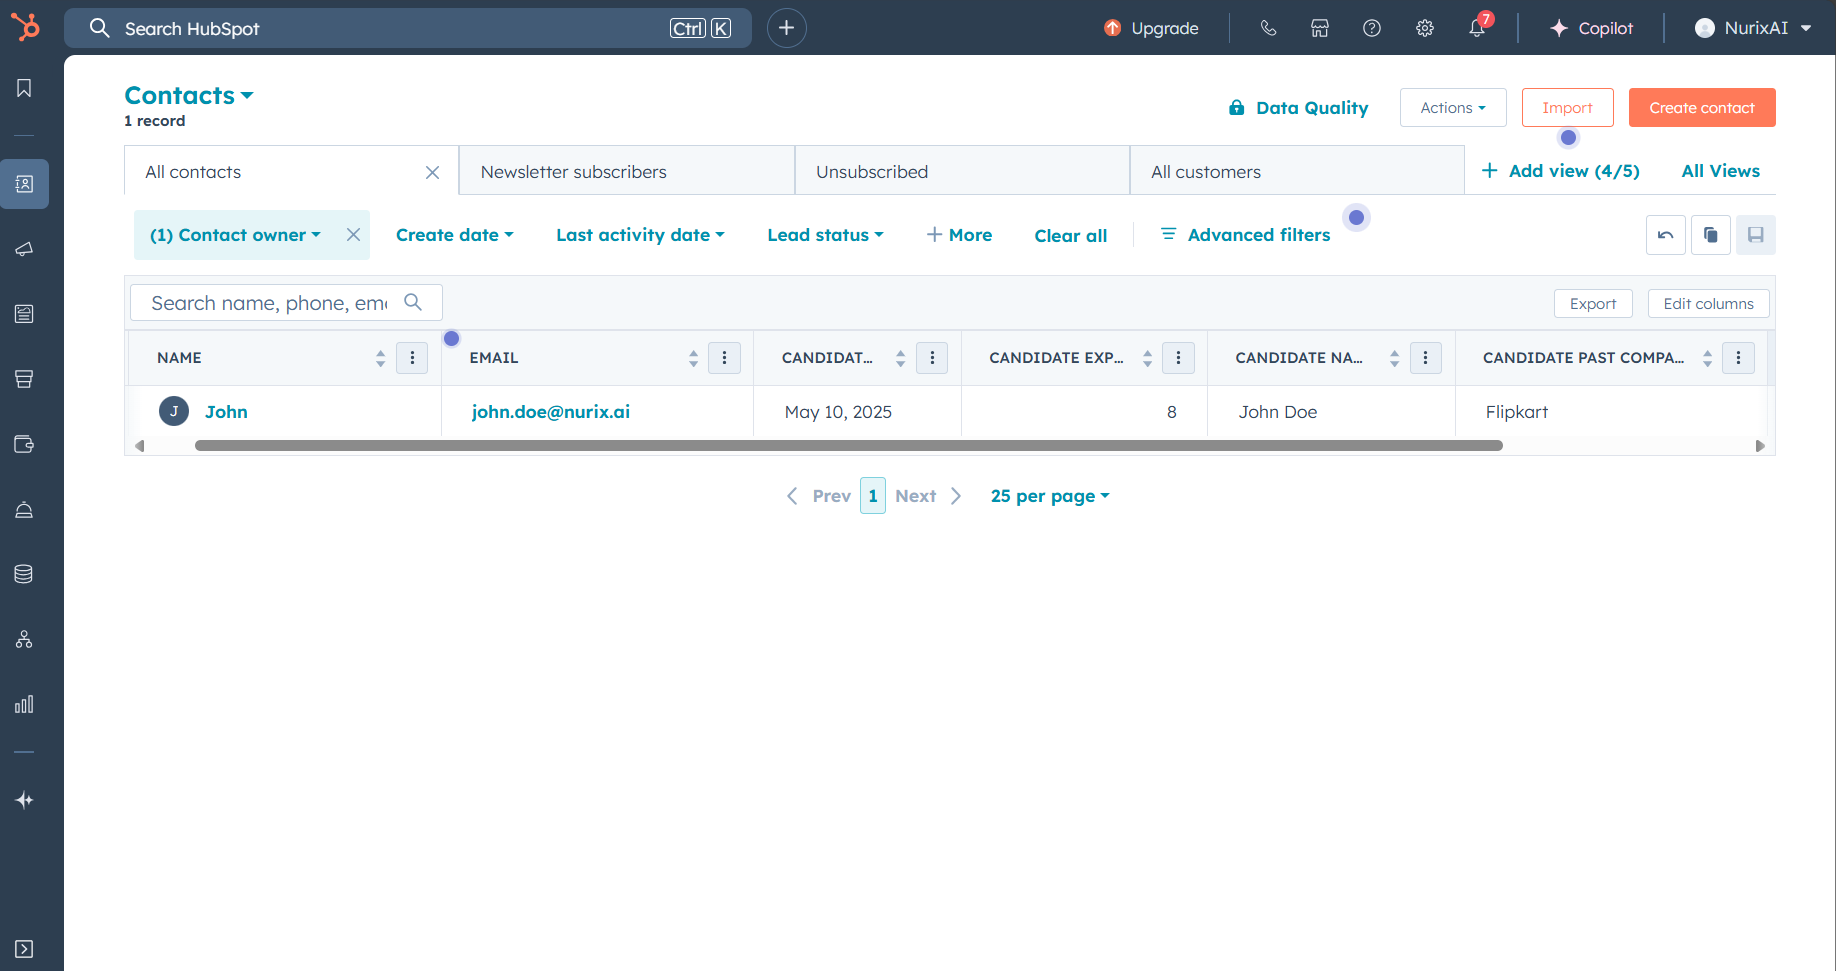 Search HubSpot Ctrl K Upgrade 7 Copilot NurixAI
Contacts
1 record
Data Quality Actions Import Create contact
All contacts Newsletter subscribers Unsubscribed All customers Add view (4/5) All Views
(1) Contact owner Create date Last activity date Lead status More Clear all Advanced filters
Search name, phone, em Export Edit columns
NAME EMAIL CANDIDAT... CANDIDATE EXP... CANDIDATE NA... CANDIDATE PAST COMPA...
J John john.doe@nurix.ai May 10, 2025 8 John Doe Flipkart
Prev 1 Next 25 per page